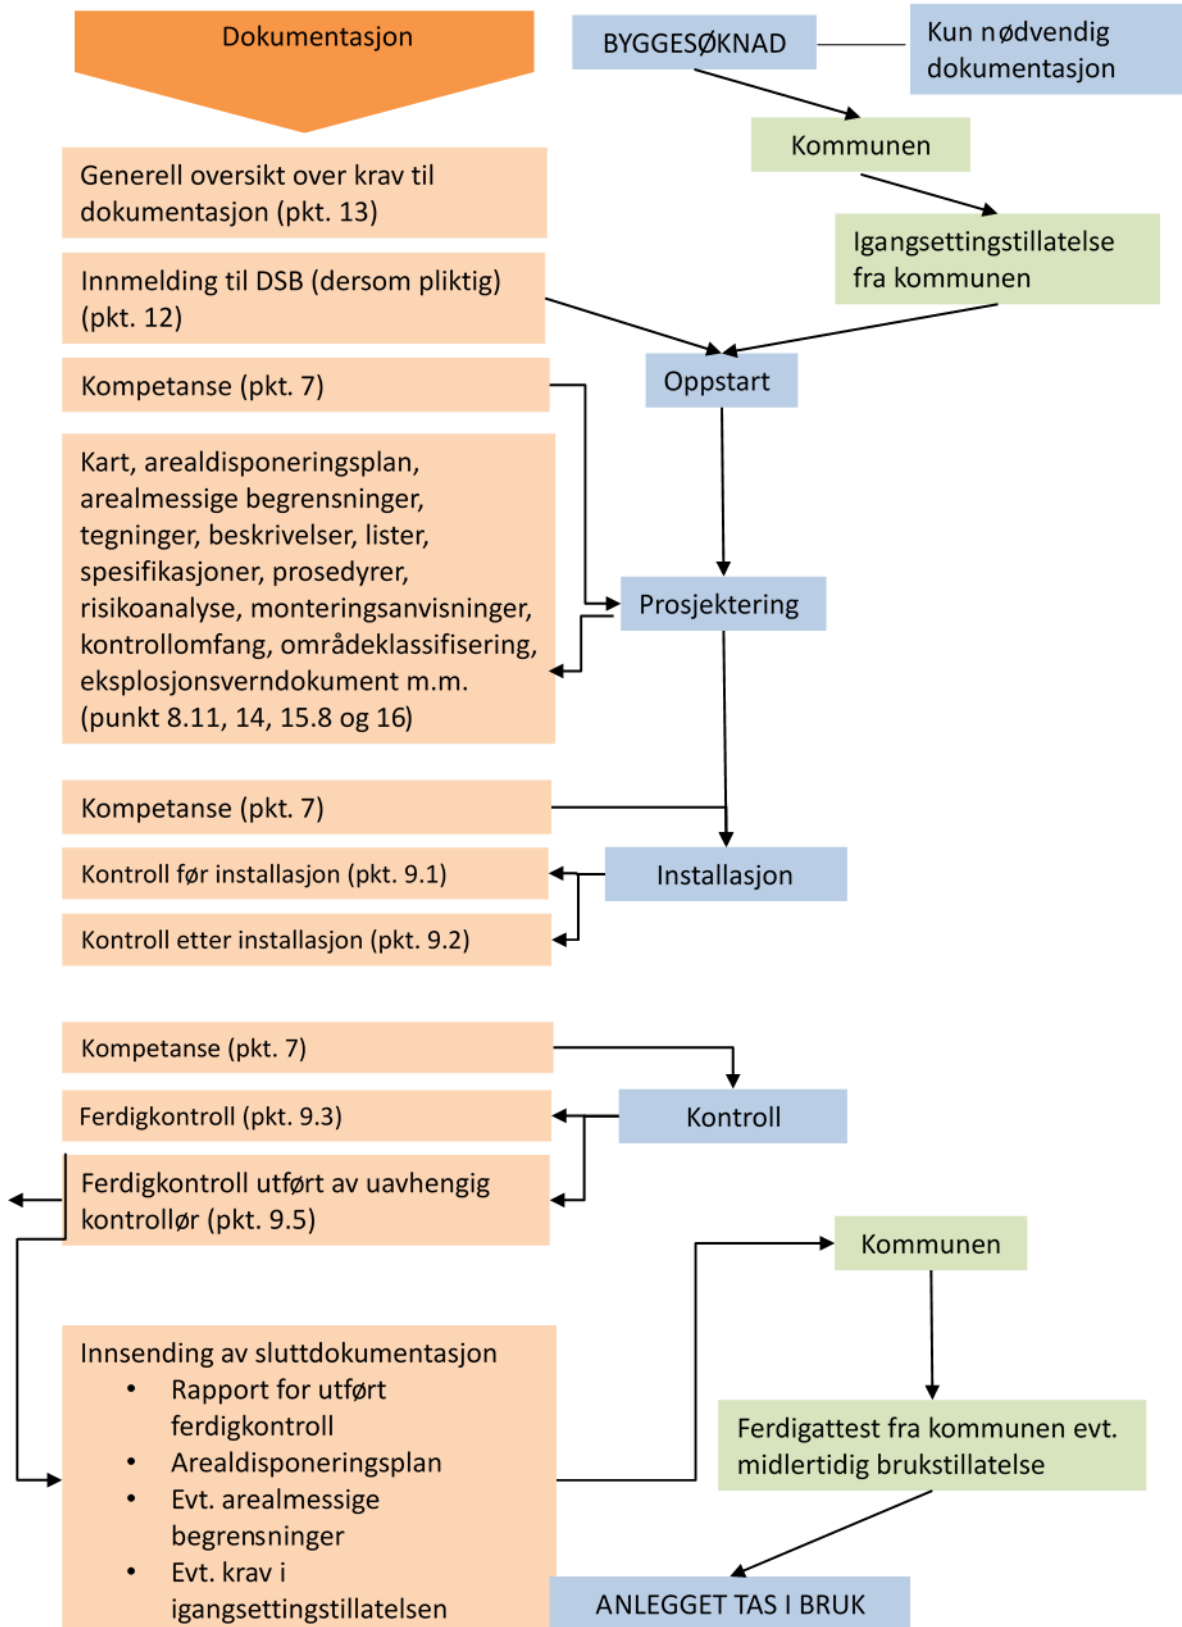 Dokumentasjon
BYGGESØKNAD
Kun nødvendig
dokumentasjon
Kommunen
Generell oversikt over krav til
dokumentasjon (pkt. 13)
Igangsettingstillatelse
fra kommunen
Innmelding til DSB (dersom pliktig)
(pkt. 12)
Oppstart
Kompetanse (pkt. 7)
Kart, arealdisponeringsplan,
arealmessige begrensninger,
tegninger, beskrivelser, lister,
spesifikasjoner, prosedyrer,
risikoanalyse, monteringsanvisninger,
kontrollomfang, områdeklassifisering,
eksplosjonsverndokument m.m.
(punkt 8.11, 14, 15.8 og 16)
Prosjektering
Kompetanse (pkt. 7)
Kontroll før installasjon (pkt. 9.1)
Installasjon
Kontroll etter installasjon (pkt. 9.2)
Kompetanse (pkt. 7)
Ferdigkontroll (pkt. 9.3)
Kontroll
Ferdigkontroll utført av uavhengig
kontrollør (pkt. 9.5)
Kommunen
Innsending av sluttdokumentasjon
• Rapport for utført
ferdigkontroll
• Arealdisponeringsplan
• Evt. arealmessige
begrensninger
• Evt. krav i
igangsettingstillatelsen
Ferdigattest fra kommunen evt.
midlertidig brukstillatelse
ANLEGGET TAS I BRUK